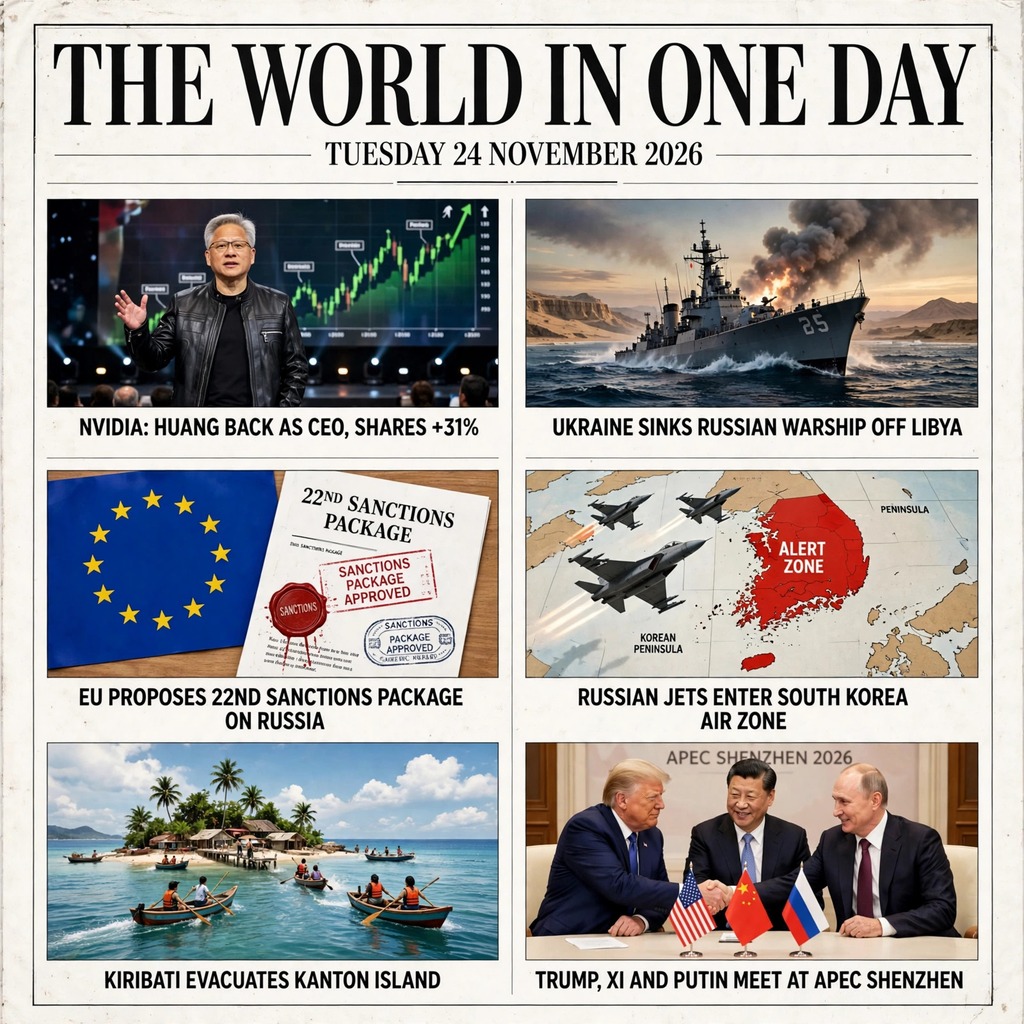 THE WORLD IN ONE DAY
TUESDAY 24 NOVEMBER 2026
NVIDIA: HUANG BACK AS CEO, SHARES +31%
25
UKRAINE SINKS RUSSIAN WARSHIP OFF LIBYA
22ND SANCTIONS
PACKAGE
SANCTIONS
PACKAGE
APPROVED
SANCTIONS
SANCTIONS
PACKAGE
APPROVED
EU PROPOSES 22ND SANCTIONS PACKAGE
ON RUSSIA
PENINSULA
ALERT
ZONE
KOREAN
PENINSULA
RUSSIAN JETS ENTER SOUTH KOREA
AIR ZONE
KIRIBATI EVACUATES KANTON ISLAND
APEC SHENZHEN 2026
TRUMP, XI AND PUTIN MEET AT APEC SHENZHEN